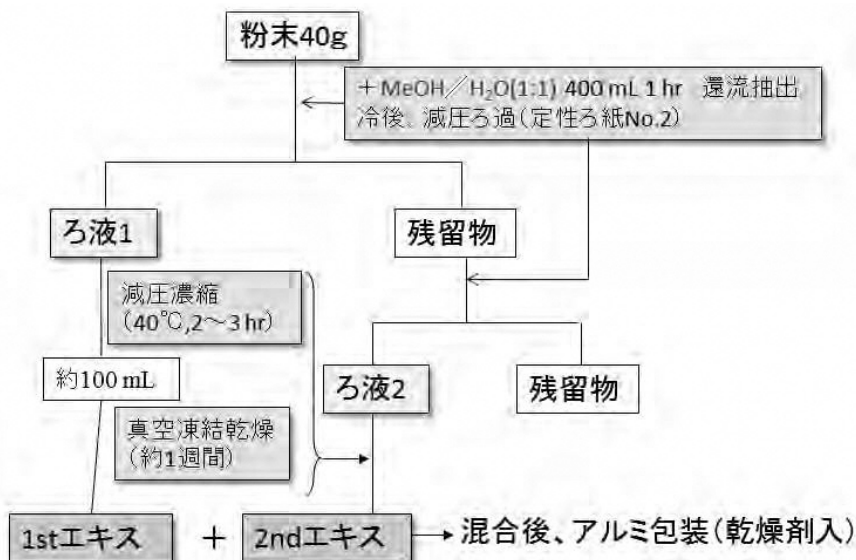 粉末40g
+MeOH/H₂O(1:1) 400 mL 1 hr 還流抽出
冷後、減圧ろ過(定性ろ紙No.2)
ろ液1
残留物
減圧濃縮
(40℃,2~3 hr)
約100 mL
ろ液2
残留物
真空凍結乾燥
(約1週間)
1stエキス + 2ndエキス → 混合後、アルミ包装(乾燥剤入)